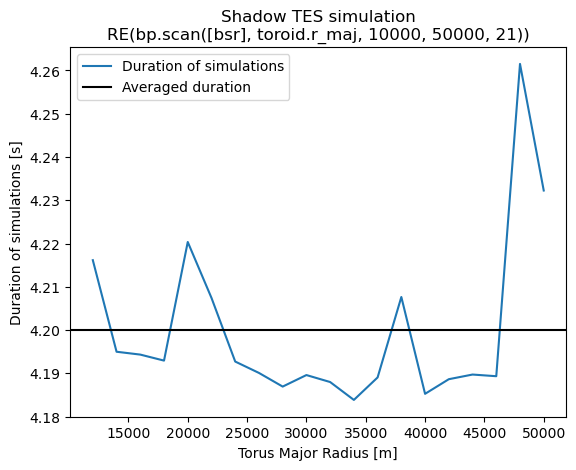 Shadow TES simulation
RE(bp.scan([bsr], toroid.r_maj, 10000, 50000, 21))
Duration of simulations
Averaged duration
Duration of simulations [s]
4.26
4.25
4.24
4.23
4.22
4.21
4.20
4.19
4.18
15000 20000 25000 30000 35000 40000 45000 50000
Torus Major Radius [m]